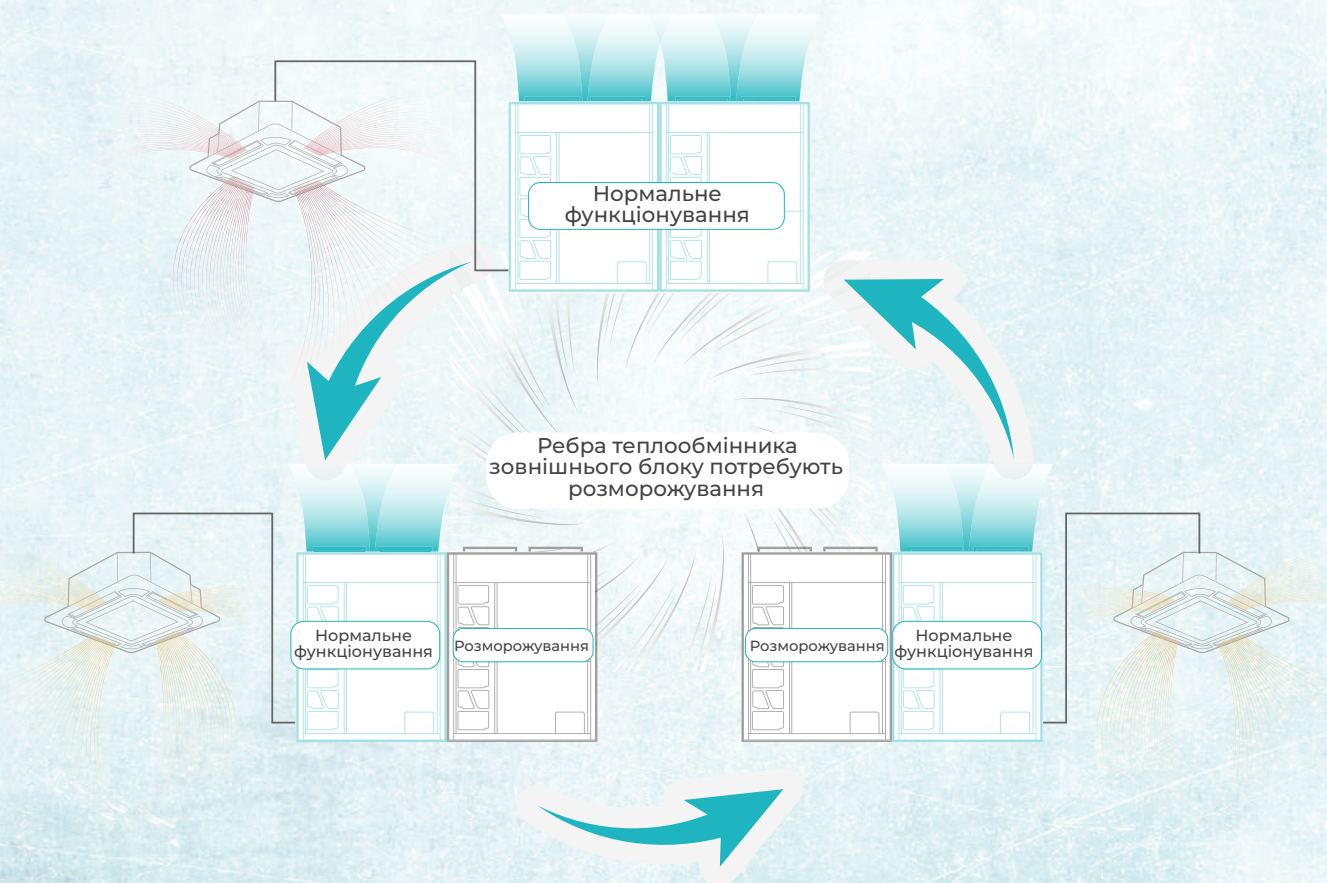 Нормальне
функціонування
Ребра теплообмінника
зовнішнього блоку потребують
розморожування
Нормальне
функціонування
Розморожування
Розморожування
Нормальне
функціонування